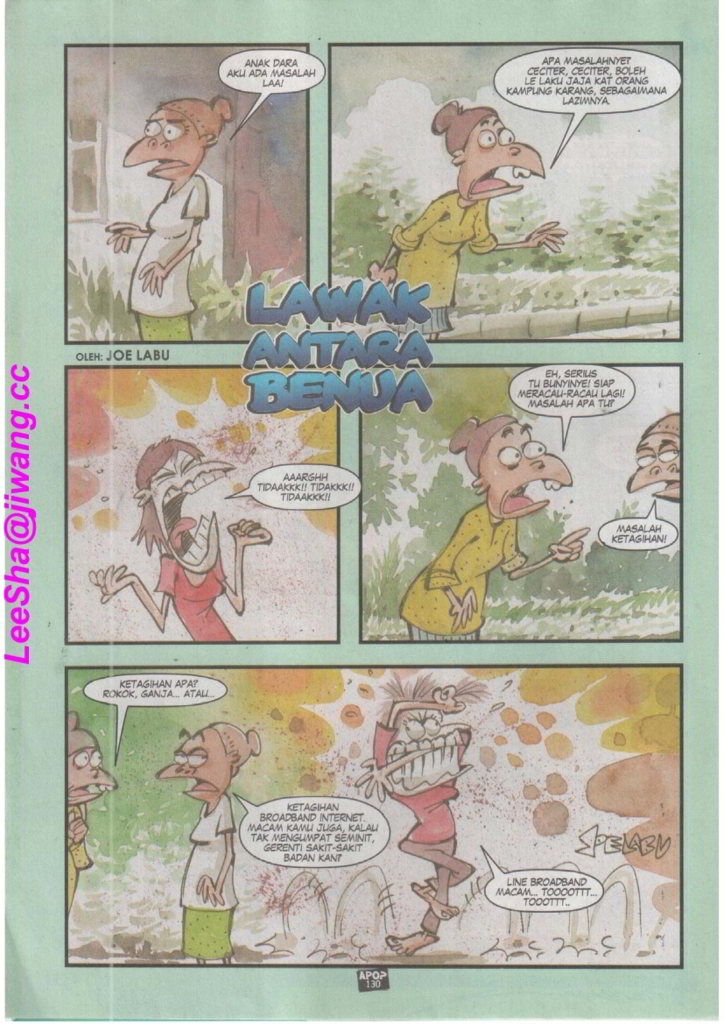 ANAK DARA
AKU ADA MASALAH
LAA!
APA MASALAHNYE?
CECITER, CECITER, BOLEH
LE LAKU JAJA KAT ORANG
KAMPUNG KARANG, SEBAGAIMANA
LAZIMNYA.
LAWAK
ANTARA
BENUA
OLEH: JOE LABU
AAARGHH
TIDAAKKK!! TIDAKKK!!
TIDAAKKK!!
EH, SERIUS
TU BUNYINYE! SIAP
MERACAU-RACAU LAGI!
MASALAH APA TU?
MASALAH
KETAGIHAN!
KETAGIHAN APA?
ROKOK, GANJA... ATAU...
KETAGIHAN
BROADBAND INTERNET.
MACAM KAMU JUGA, KALAU
TAK MENGUMPAT SEMINIT,
GERENTI SAKIT-SAKIT
BADAN KAN?
LINE BROADBAND
MACAM... TOOOOTTT...
TOOTTT..
JOELABU
APO?
130
LeeSha@jiwang.cc